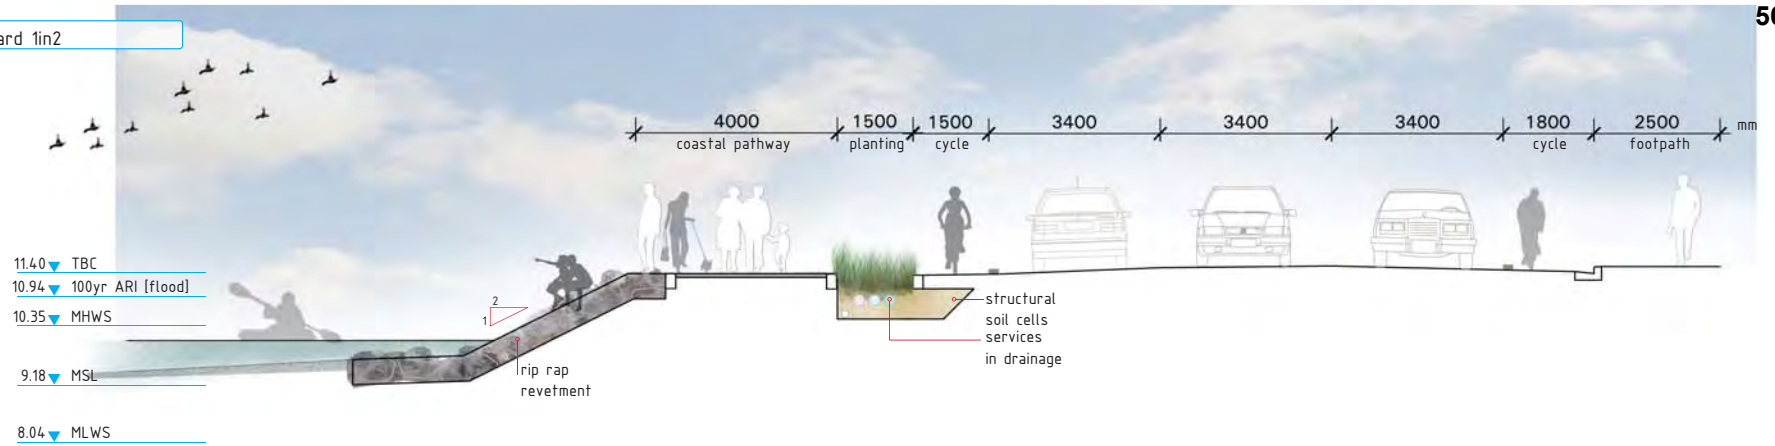 ard 1in2
50
4000 1500 1500 3400 3400 3400 1800 2500 mm
coastal pathway planting cycle cycle footpath
11.40 TBC
10.94 100yr ARI [flood]
10.35 MHWS
9.18 MSL
8.04 MLWS
2
1
rip rap
revetment
structural
soil cells
services
in drainage